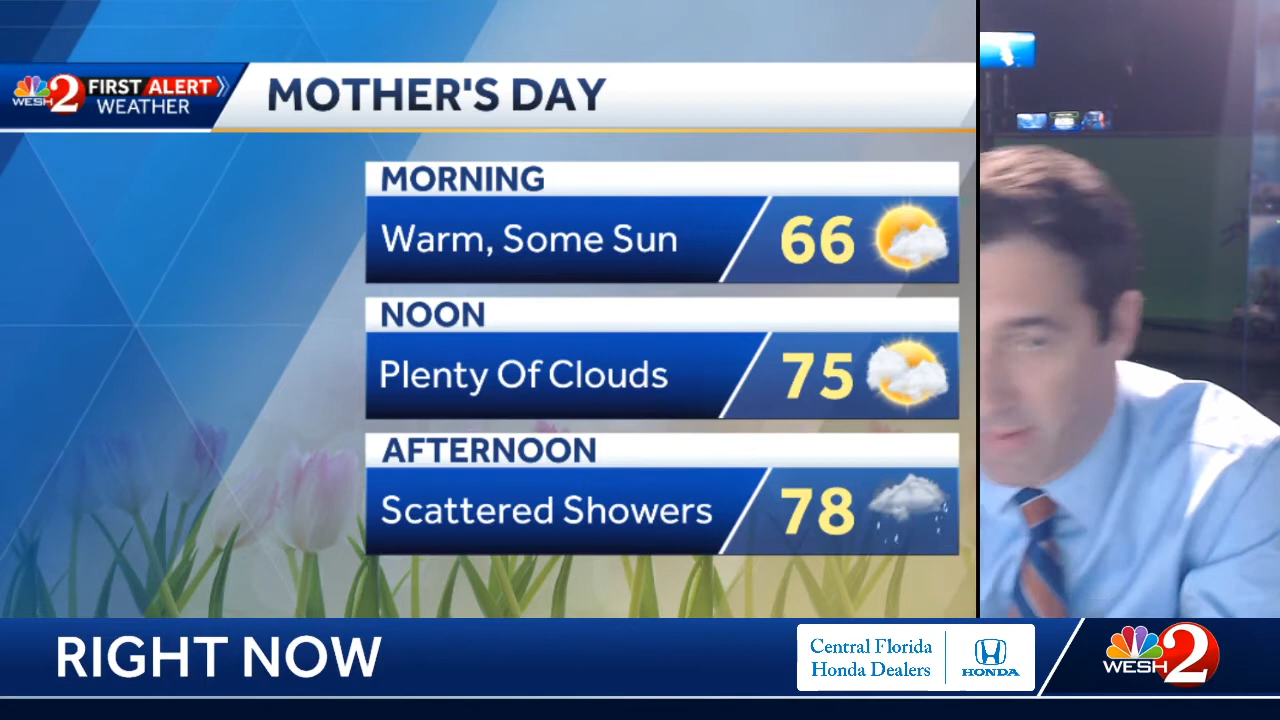 WESH 2 FIRST ALERT
WEATHER
MOTHER'S DAY
MORNING
Warm, Some Sun 66
NOON
Plenty Of Clouds 75
AFTERNOON
Scattered Showers 78
RIGHT NOW
Central Florida
Honda Dealers
HONDA
WESH 2